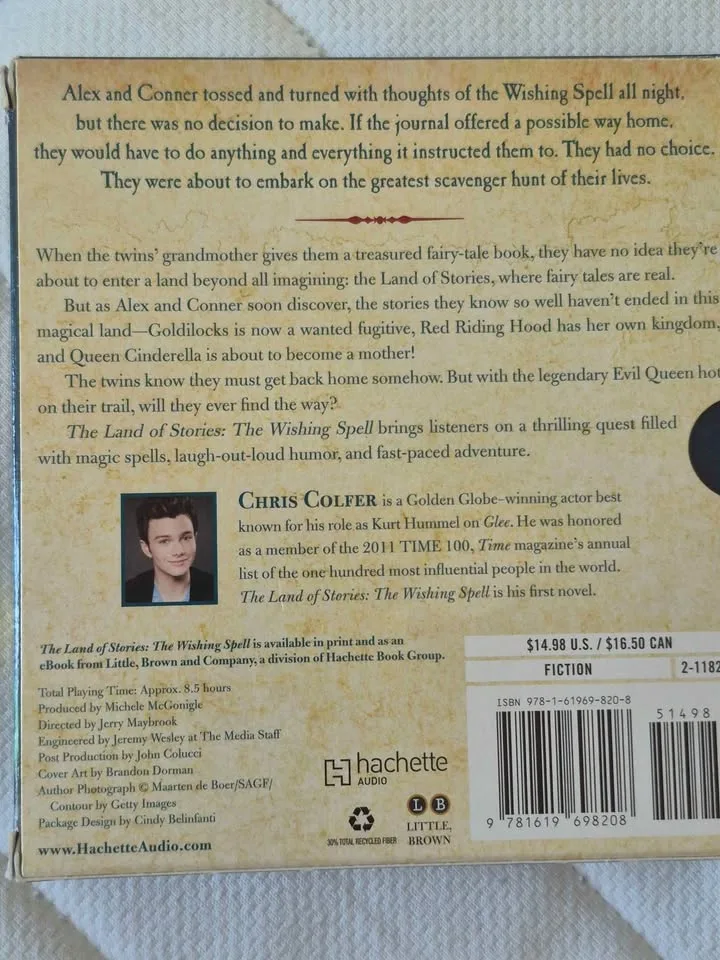 Alex and Conner tossed and turned with thoughts of the Wishing Spell all night,
but there was no decision to make. If the journal offered a possible way home,
they would have to do anything and everything it instructed them to. They had no choice.
They were about to embark on the greatest scavenger hunt of their lives.
When the twins' grandmother gives them a treasured fairy-tale book, they have no idea they're
about to enter a land beyond all imagining: the Land of Stories, where fairy tales are real.
But as Alex and Conner soon discover, the stories they know so well haven't ended in this
magical land—Goldilocks is now a wanted fugitive, Red Riding Hood has her own kingdom,
and Queen Cinderella is about to become a mother!
The twins know they must get back home somehow. But with the legendary Evil Queen hot
on their trail, will they ever find the way?
The Land of Stories: The Wishing Spell brings listeners on a thrilling quest filled
with magic spells, laugh-out-loud humor, and fast-paced adventure.
CHRIS COLFER is a Golden Globe–winning actor best
known for his role as Kurt Hummel on Glee. He was honored
as a member of the 2011 TIME 100, Time magazine's annual
list of the one hundred most influential people in the world.
The Land of Stories: The Wishing Spell is his first novel.
The Land of Stories: The Wishing Spell is available in print and as an
eBook from Little, Brown and Company, a division of Hachette Book Group.
Total Playing Time: Approx. 8.5 hours
Produced by Michele McGonigle
Directed by Jerry Maybrook
Engineered by Jeremy Wesley at The Media Staff
Post Production by John Colucci
Cover Art by Brandon Dorman
Author Photograph © Maarten de Boer/SAGF/
Contour by Getty Images
Package Design by Cindy Belinfanti
www.HachetteAudio.com
hachette
AUDIO
30% TOTAL RECYCLED FIBER
L B
LITTLE,
BROWN
$14.98 U.S. / $16.50 CAN
FICTION 2-1182
ISBN 978-1-61969-820-8
51498
9 781619 698208